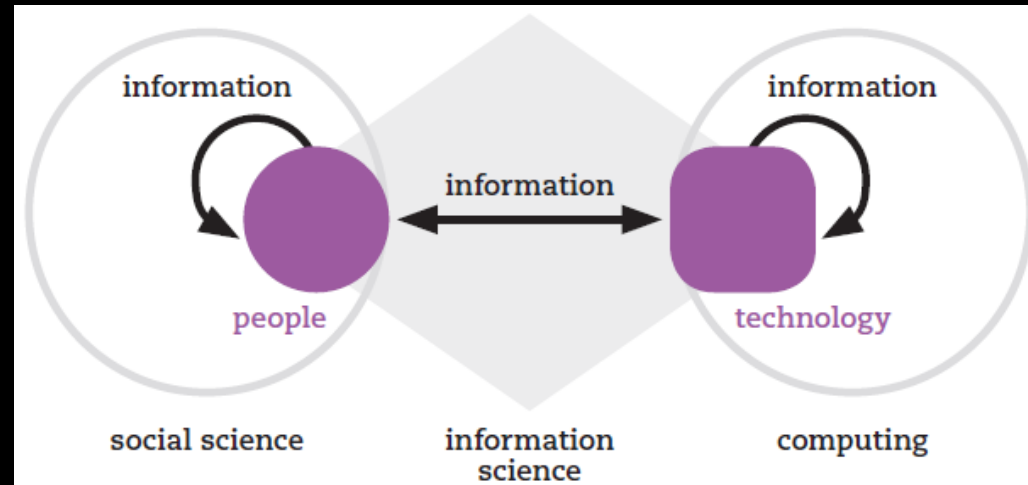 information
information
information
people
technology
social science
information
science
computing